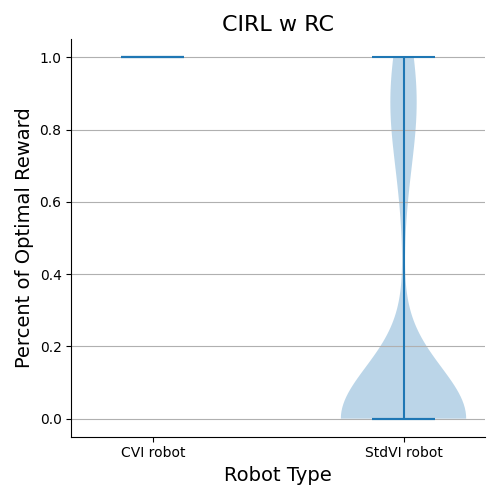 CIRL w RC
Percent of Optimal Reward
1.0
0.8
0.6
0.4
0.2
0.0
CVI robot
StdVI robot
Robot Type